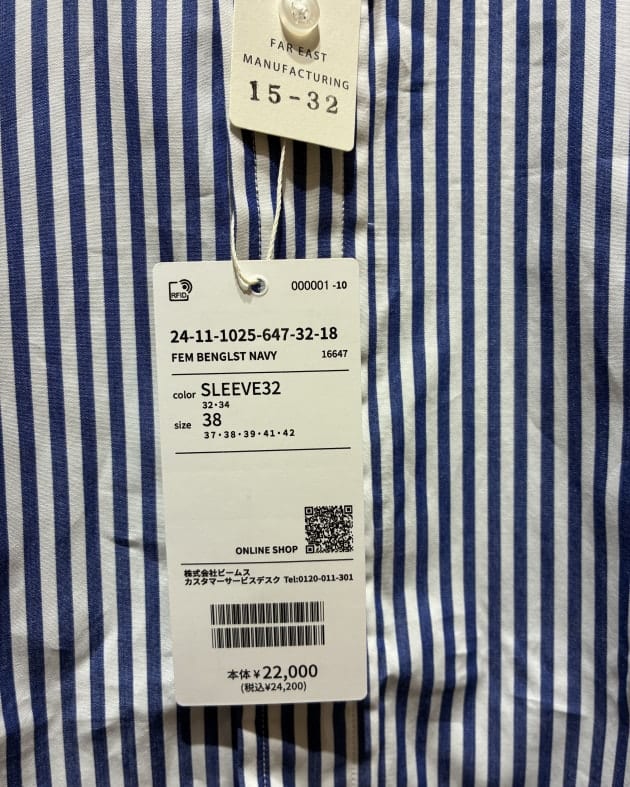 FAR EAST
MANUFACTURING
15-32
RFID
000001 -10
24-11-1025-647-32-18
FEM BENGLST NAVY 16647
color SLEEVE32
32・34
size 38
37・38・39・41・42
ONLINE SHOP
株式会社ビームス
カスタマーサービスデスク Tel:0120-011-301
本体 ¥22,000
(税込¥24,200)